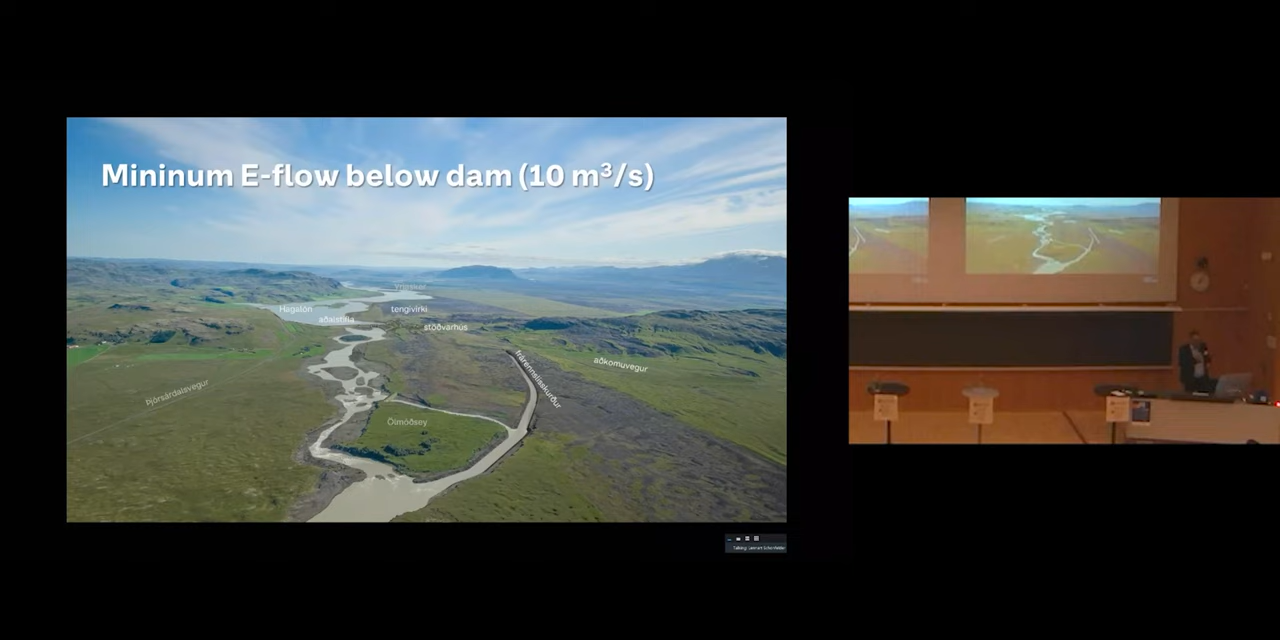 Mininum E-flow below dam (10 m³/s)
Hagalón
tengivirki
aðalstífla
stöðvarhús
frárennslisskurður
aðkomuvegur
Þjórsárdalsvegur
Ölmóðsey